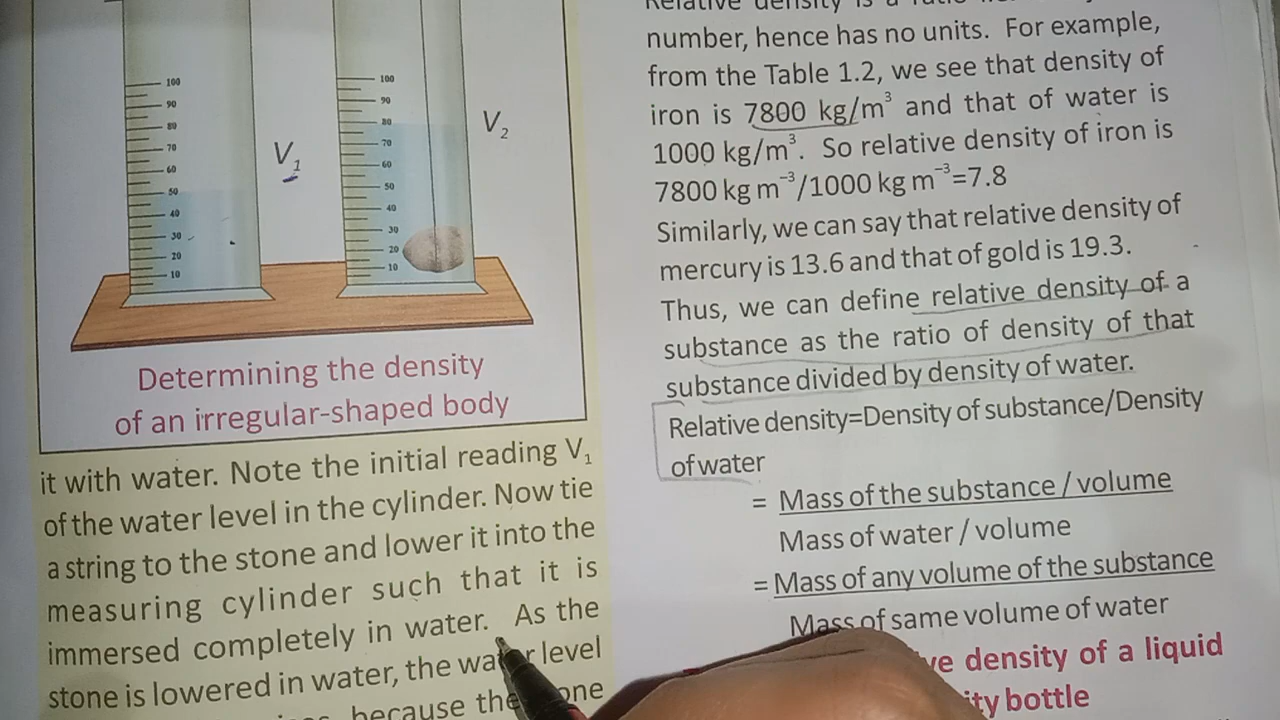 100
90
80
70
60
50
40
30
20
10
V₁
100
90
80
70
60
50
40
30
20
10
V₂
Determining the density
of an irregular-shaped body
it with water. Note the initial reading V₁
of the water level in the cylinder. Now tie
a string to the stone and lower it into the
measuring cylinder such that it is
immersed completely in water. As the
stone is lowered in water, the water level
because the
Relative density is a
number, hence has no units. For example,
from the Table 1.2, we see that density of
iron is 7800 kg/m³ and that of water is
1000 kg/m³. So relative density of iron is
7800 kg m⁻³/1000 kg m⁻³=7.8
Similarly, we can say that relative density of
mercury is 13.6 and that of gold is 19.3.
Thus, we can define relative density of a
substance as the ratio of density of that
substance divided by density of water.
Relative density=Density of substance/Density
of water
= Mass of the substance / volume
Mass of water / volume
= Mass of any volume of the substance
Mass of same volume of water
density of a liquid
bottle